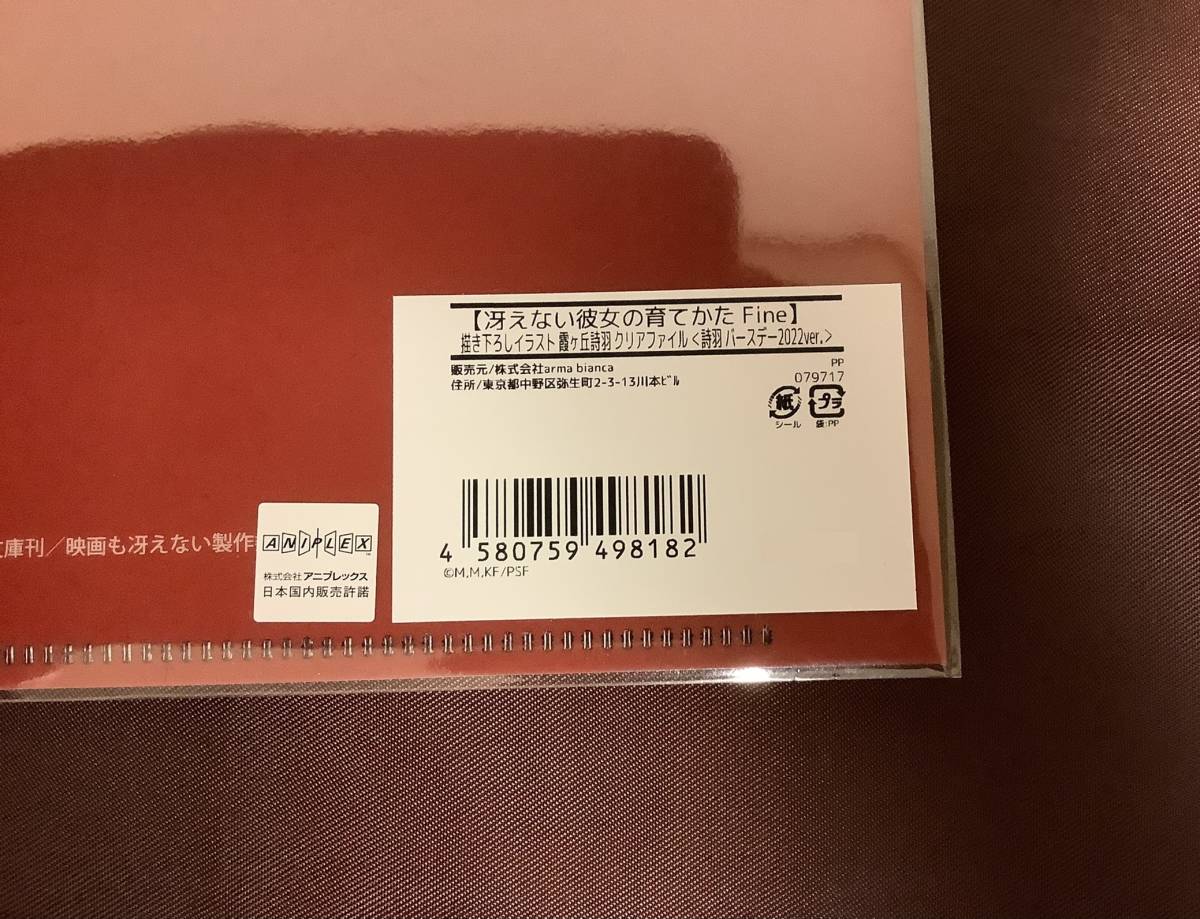 【冴えない彼女の育てかた Fine】
描き下ろしイラスト 霞ヶ丘詩羽 クリアファイル<詩羽 バースデー2022ver.>
販売元/株式会社arma bianca
住所/東京都中野区弥生町2-3-13川本ﾋﾞﾙ
PP
079717
紙
プラ
シール
袋:PP
4 580759 498182
©M,M,KF/PSF
庫刊／映画も冴えない製作
ANIPLEX
株式会社 アニプレックス
日本国内販売許諾